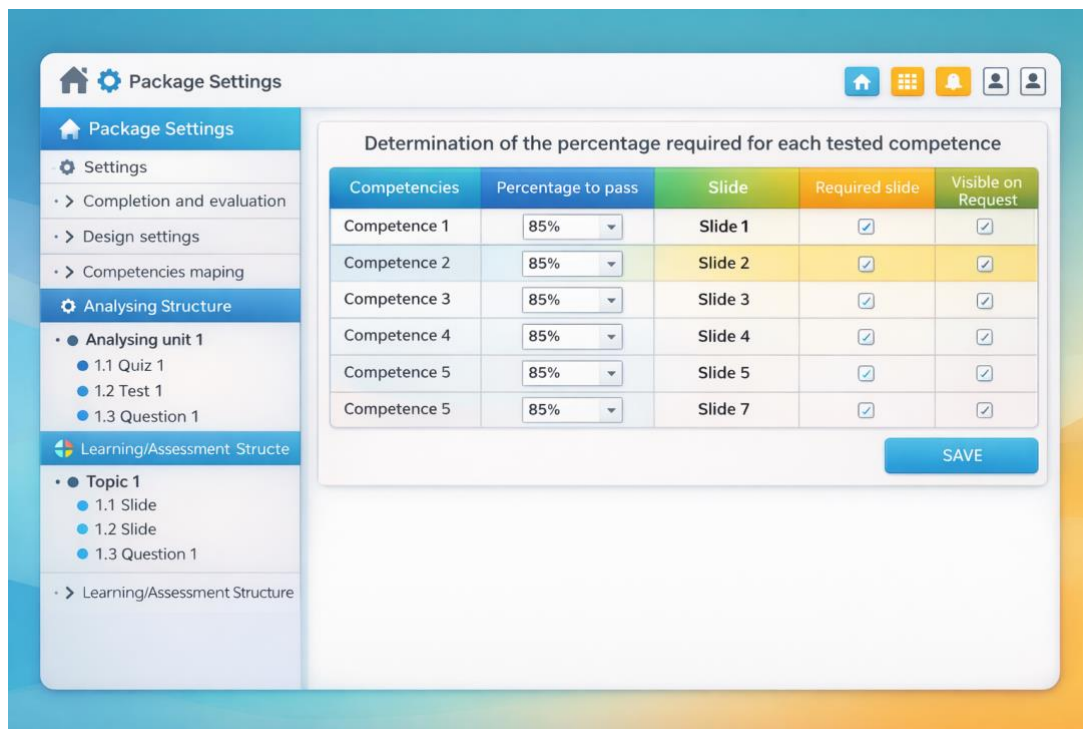 Package Settings
Package Settings
Settings
Completion and evaluation
Design settings
Competencies maping
Analysing Structure
Analysing unit 1
1.1 Quiz 1
1.2 Test 1
1.3 Question 1
Learning/Assessment Structe
Topic 1
1.1 Slide
1.2 Slide
1.3 Question 1
Learning/Assessment Structure
Determination of the percentage required for each tested competence
Competencies Percentage to pass Slide Required slide Visible on
Request
Competence 1 85% Slide 1
Competence 2 85% Slide 2
Competence 3 85% Slide 3
Competence 4 85% Slide 4
Competence 5 85% Slide 5
Competence 5 85% Slide 7
SAVE